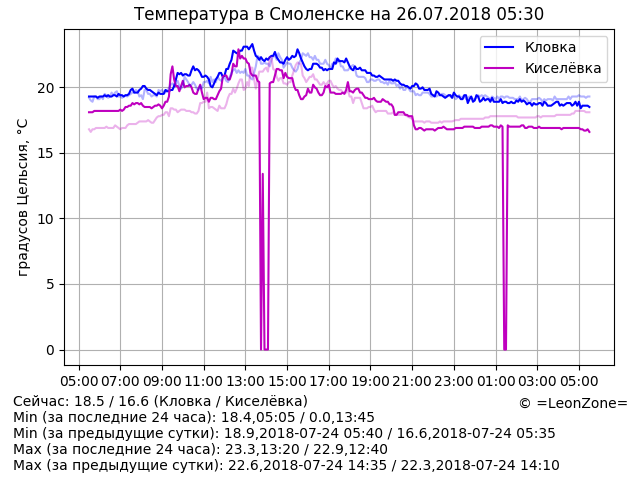 Температура в Смоленске на 26.07.2018 05:30
Кловка
Киселёвка
градусов Цельсия, °C
20
15
10
5
0
05:00 07:00 09:00 11:00 13:00 15:00 17:00 19:00 21:00 23:00 01:00 03:00 05:00
Сейчас: 18.5 / 16.6 (Кловка / Киселёвка)
© =LeonZone=
Min (за последние 24 часа): 18.4,05:05 / 0.0,13:45
Min (за предыдущие сутки): 18.9,2018-07-24 05:40 / 16.6,2018-07-24 05:35
Max (за последние 24 часа): 23.3,13:20 / 22.9,12:40
Max (за предыдущие сутки): 22.6,2018-07-24 14:35 / 22.3,2018-07-24 14:10